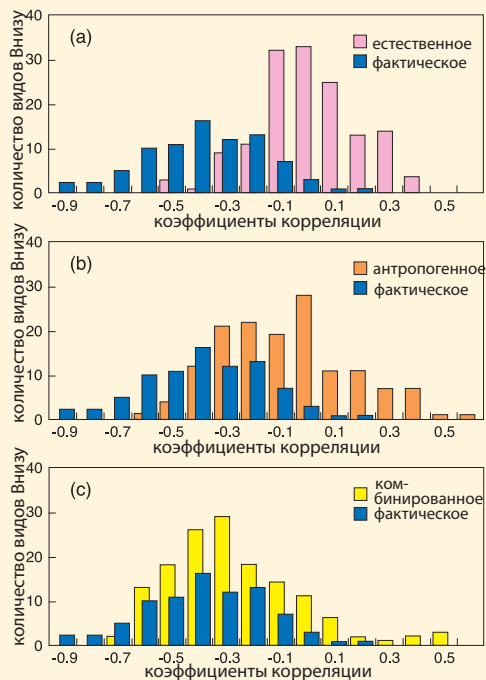 количество видов Внизу
40
30
20
10
0
(a)
естественное
фактическое
-0.9 -0.7 -0.5 -0.3 -0.1 0.1 0.3 0.5
коэффициенты корреляции
количество видов Внизу
40
30
20
10
0
(b)
антропогенное
фактическое
-0.9 -0.7 -0.5 -0.3 -0.1 0.1 0.3 0.5
коэффициенты корреляции
количество видов Внизу
40
30
20
10
0
(c)
ком-
бинированное
фактическое
-0.9 -0.7 -0.5 -0.3 -0.1 0.1 0.3 0.5
коэффициенты корреляции